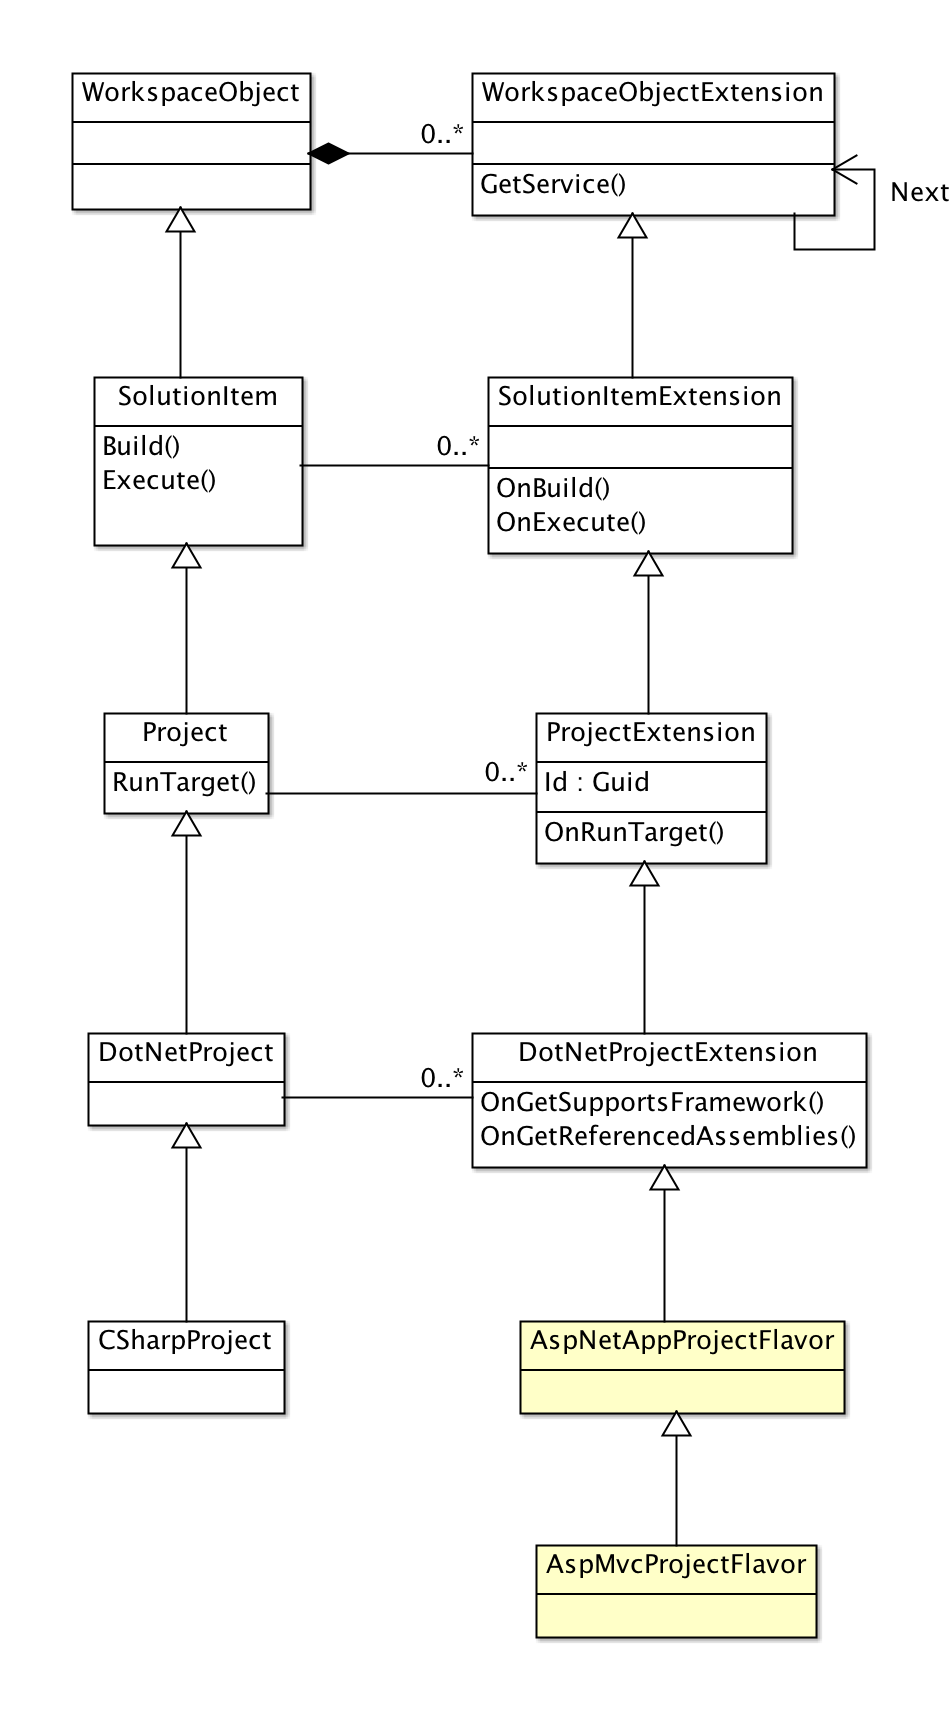 WorkspaceObject
WorkspaceObjectExtension
0..*
GetService()
Next
SolutionItem
Build()
Execute()
SolutionItemExtension
0..*
OnBuild()
OnExecute()
Project
RunTarget()
ProjectExtension
0..*
Id : Guid
OnRunTarget()
DotNetProject
DotNetProjectExtension
0..*
OnGetSupportsFramework()
OnGetReferencedAssemblies()
CSharpProject
AspNetAppProjectFlavor
AspMvcProjectFlavor